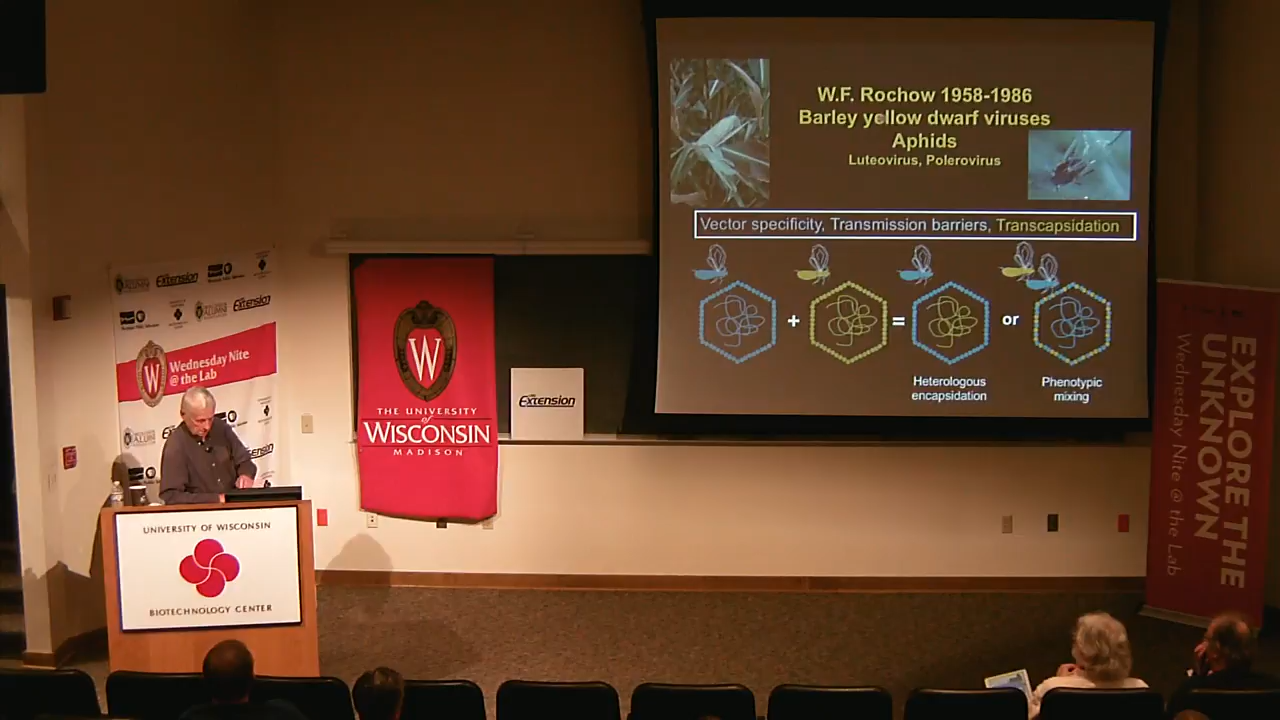 W.F. Rochow 1958-1986
Barley yellow dwarf viruses
Aphids
Luteovirus, Polerovirus
Vector specificity, Transmission barriers, Transcapsidation
+
=
or
Heterologous
encapsidation
Phenotypic
mixing
Extension
Extension
Wednesday Nite
@ the Lab
W
THE UNIVERSITY
of
WISCONSIN
MADISON
Extension
UNIVERSITY OF WISCONSIN
BIOTECHNOLOGY CENTER
EXPLORE THE
UNKNOWN
Wednesday Nite @ the Lab